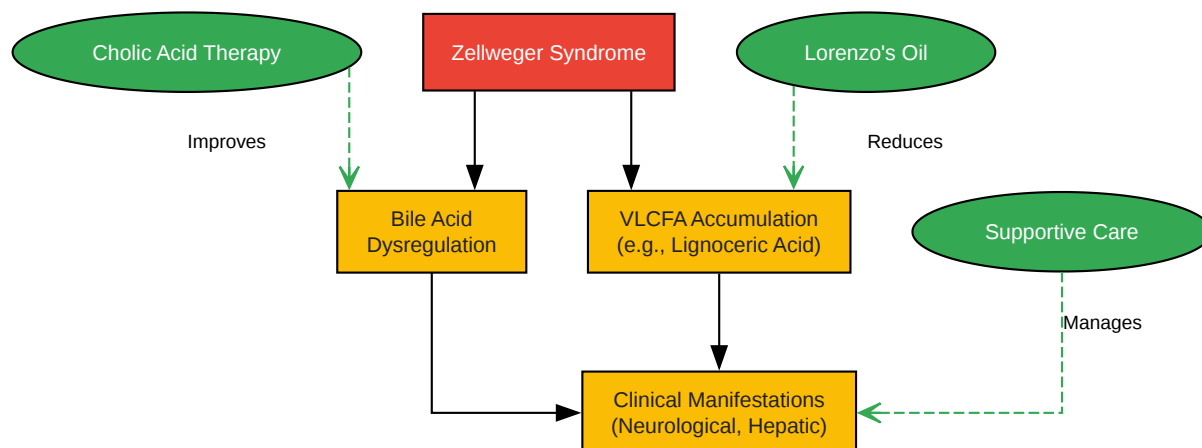 Cholic Acid Therapy
Zellweger Syndrome
Lorenzo's Oil
Improves
Reduces
Bile Acid
Dysregulation
VLCFA Accumulation
(e.g., Lignoceric Acid)
Supportive Care
Manages
Clinical Manifestations
(Neurological, Hepatic)